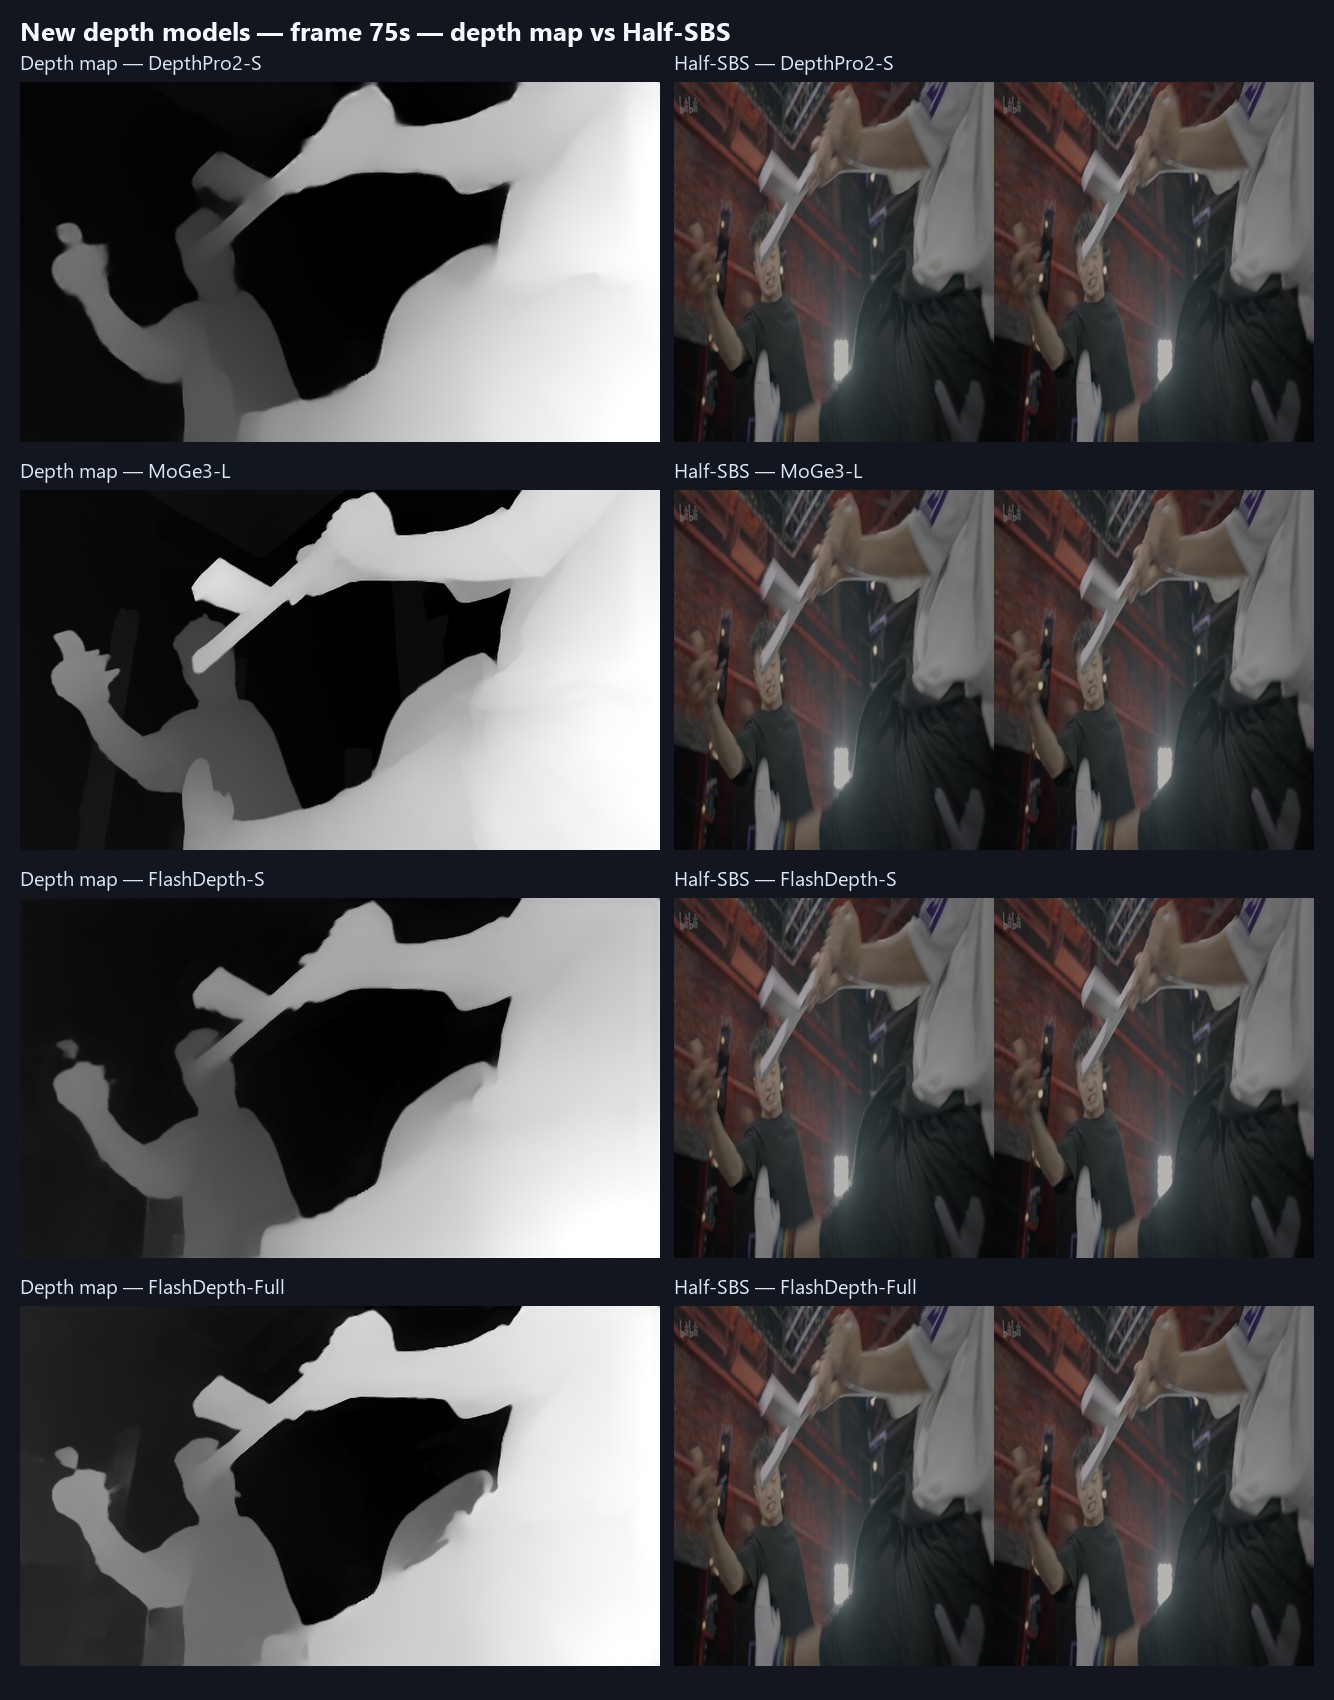 New depth models — frame 75s — depth map vs Half-SBS
Depth map — DepthPro2-S
Half-SBS — DepthPro2-S
Depth map — MoGe3-L
Half-SBS — MoGe3-L
Depth map — FlashDepth-S
Half-SBS — FlashDepth-S
Depth map — FlashDepth-Full
Half-SBS — FlashDepth-Full